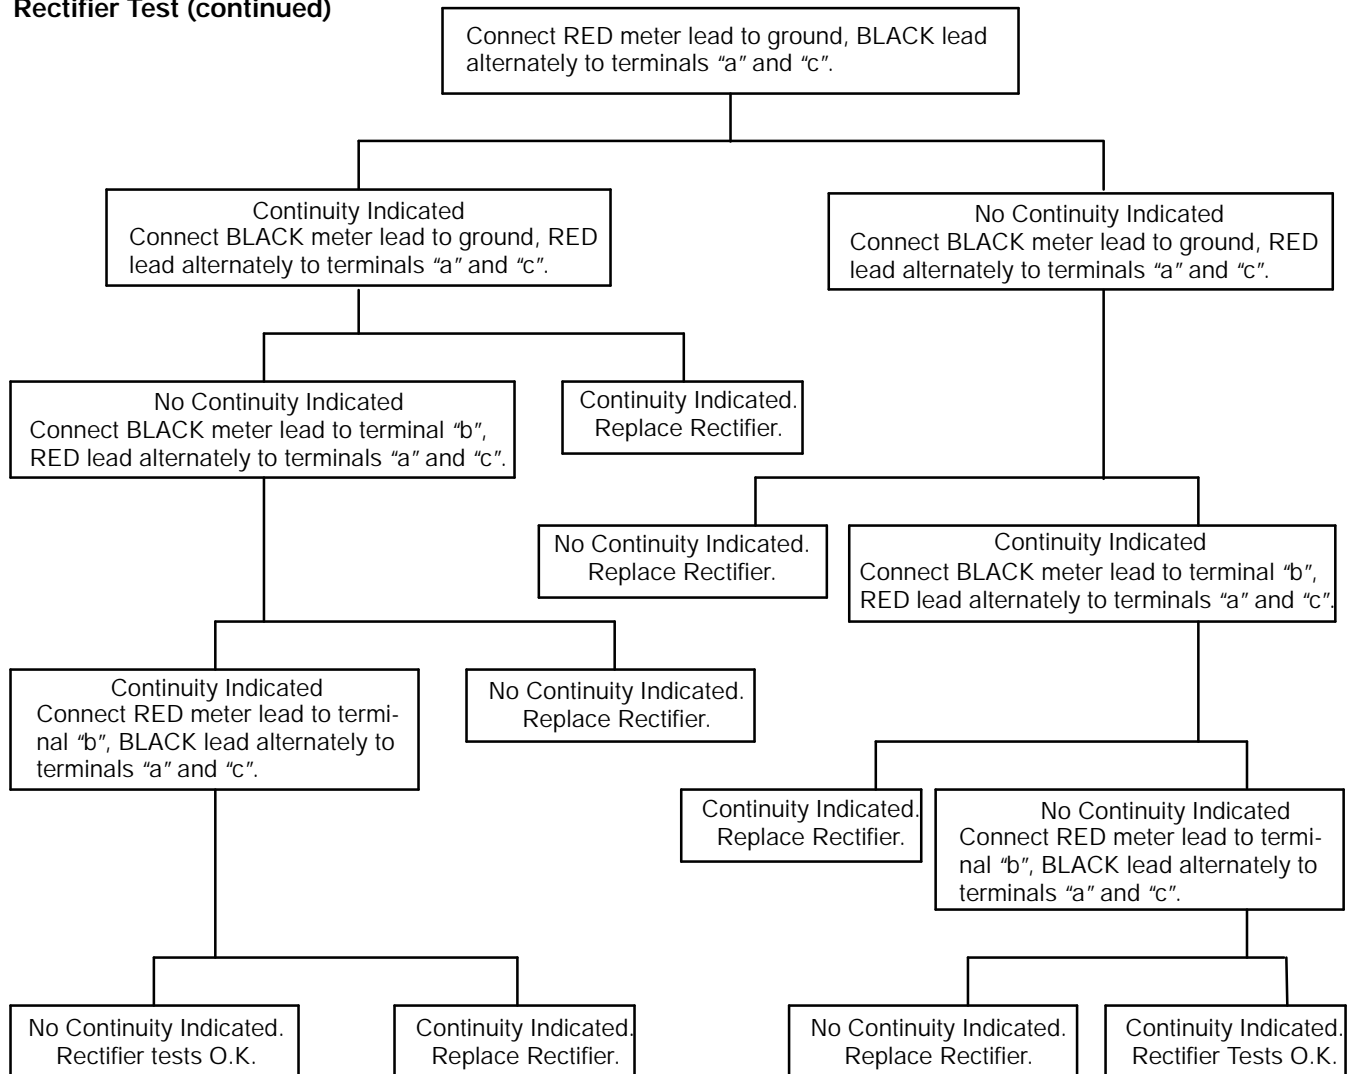 Rectifier Test (continued)
Connect RED meter lead to ground, BLACK lead
alternately to terminals “a” and “c”.
Continuity Indicated
Connect BLACK meter lead to ground, RED
lead alternately to terminals “a” and “c”.
No Continuity Indicated
Connect BLACK meter lead to ground, RED
lead alternately to terminals “a” and “c”.
No Continuity Indicated
Connect BLACK meter lead to terminal “b”,
RED lead alternately to terminals “a” and “c”.
Continuity Indicated.
Replace Rectifier.
No Continuity Indicated.
Replace Rectifier.
Continuity Indicated
Connect BLACK meter lead to terminal “b”,
RED lead alternately to terminals “a” and “c”.
Continuity Indicated
Connect RED meter lead to termi-
nal “b”, BLACK lead alternately to
terminals “a” and “c”.
No Continuity Indicated.
Replace Rectifier.
Continuity Indicated.
Replace Rectifier.
No Continuity Indicated
Connect RED meter lead to termi-
nal “b”, BLACK lead alternately to
terminals “a” and “c”.
No Continuity Indicated.
Rectifier tests O.K.
Continuity Indicated.
Replace Rectifier.
No Continuity Indicated.
Replace Rectifier.
Continuity Indicated.
Rectifier Tests O.K.